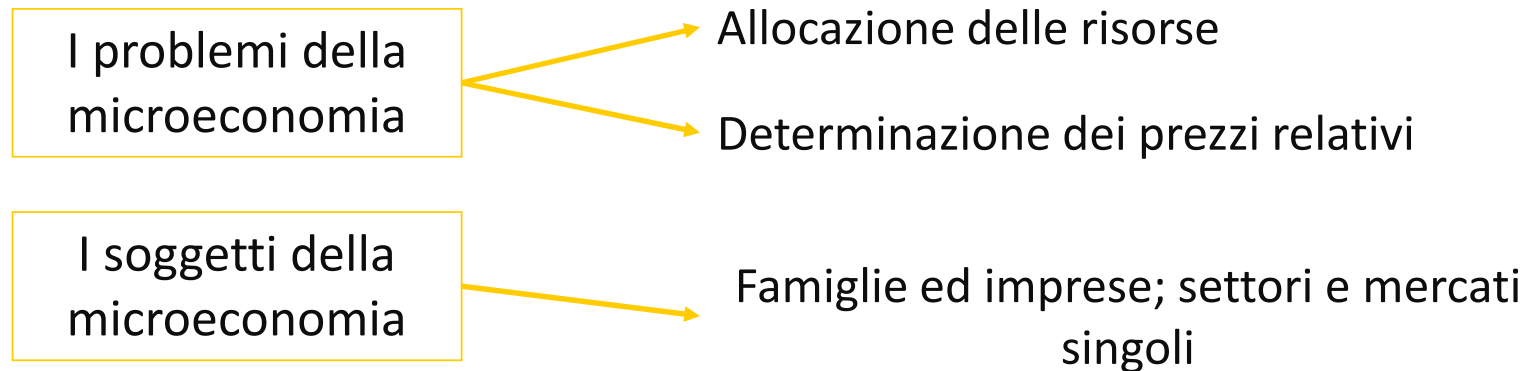 I problemi della
microeconomia
Allocazione delle risorse
Determinazione dei prezzi relativi
I soggetti della
microeconomia
Famiglie ed imprese; settori e mercati
singoli